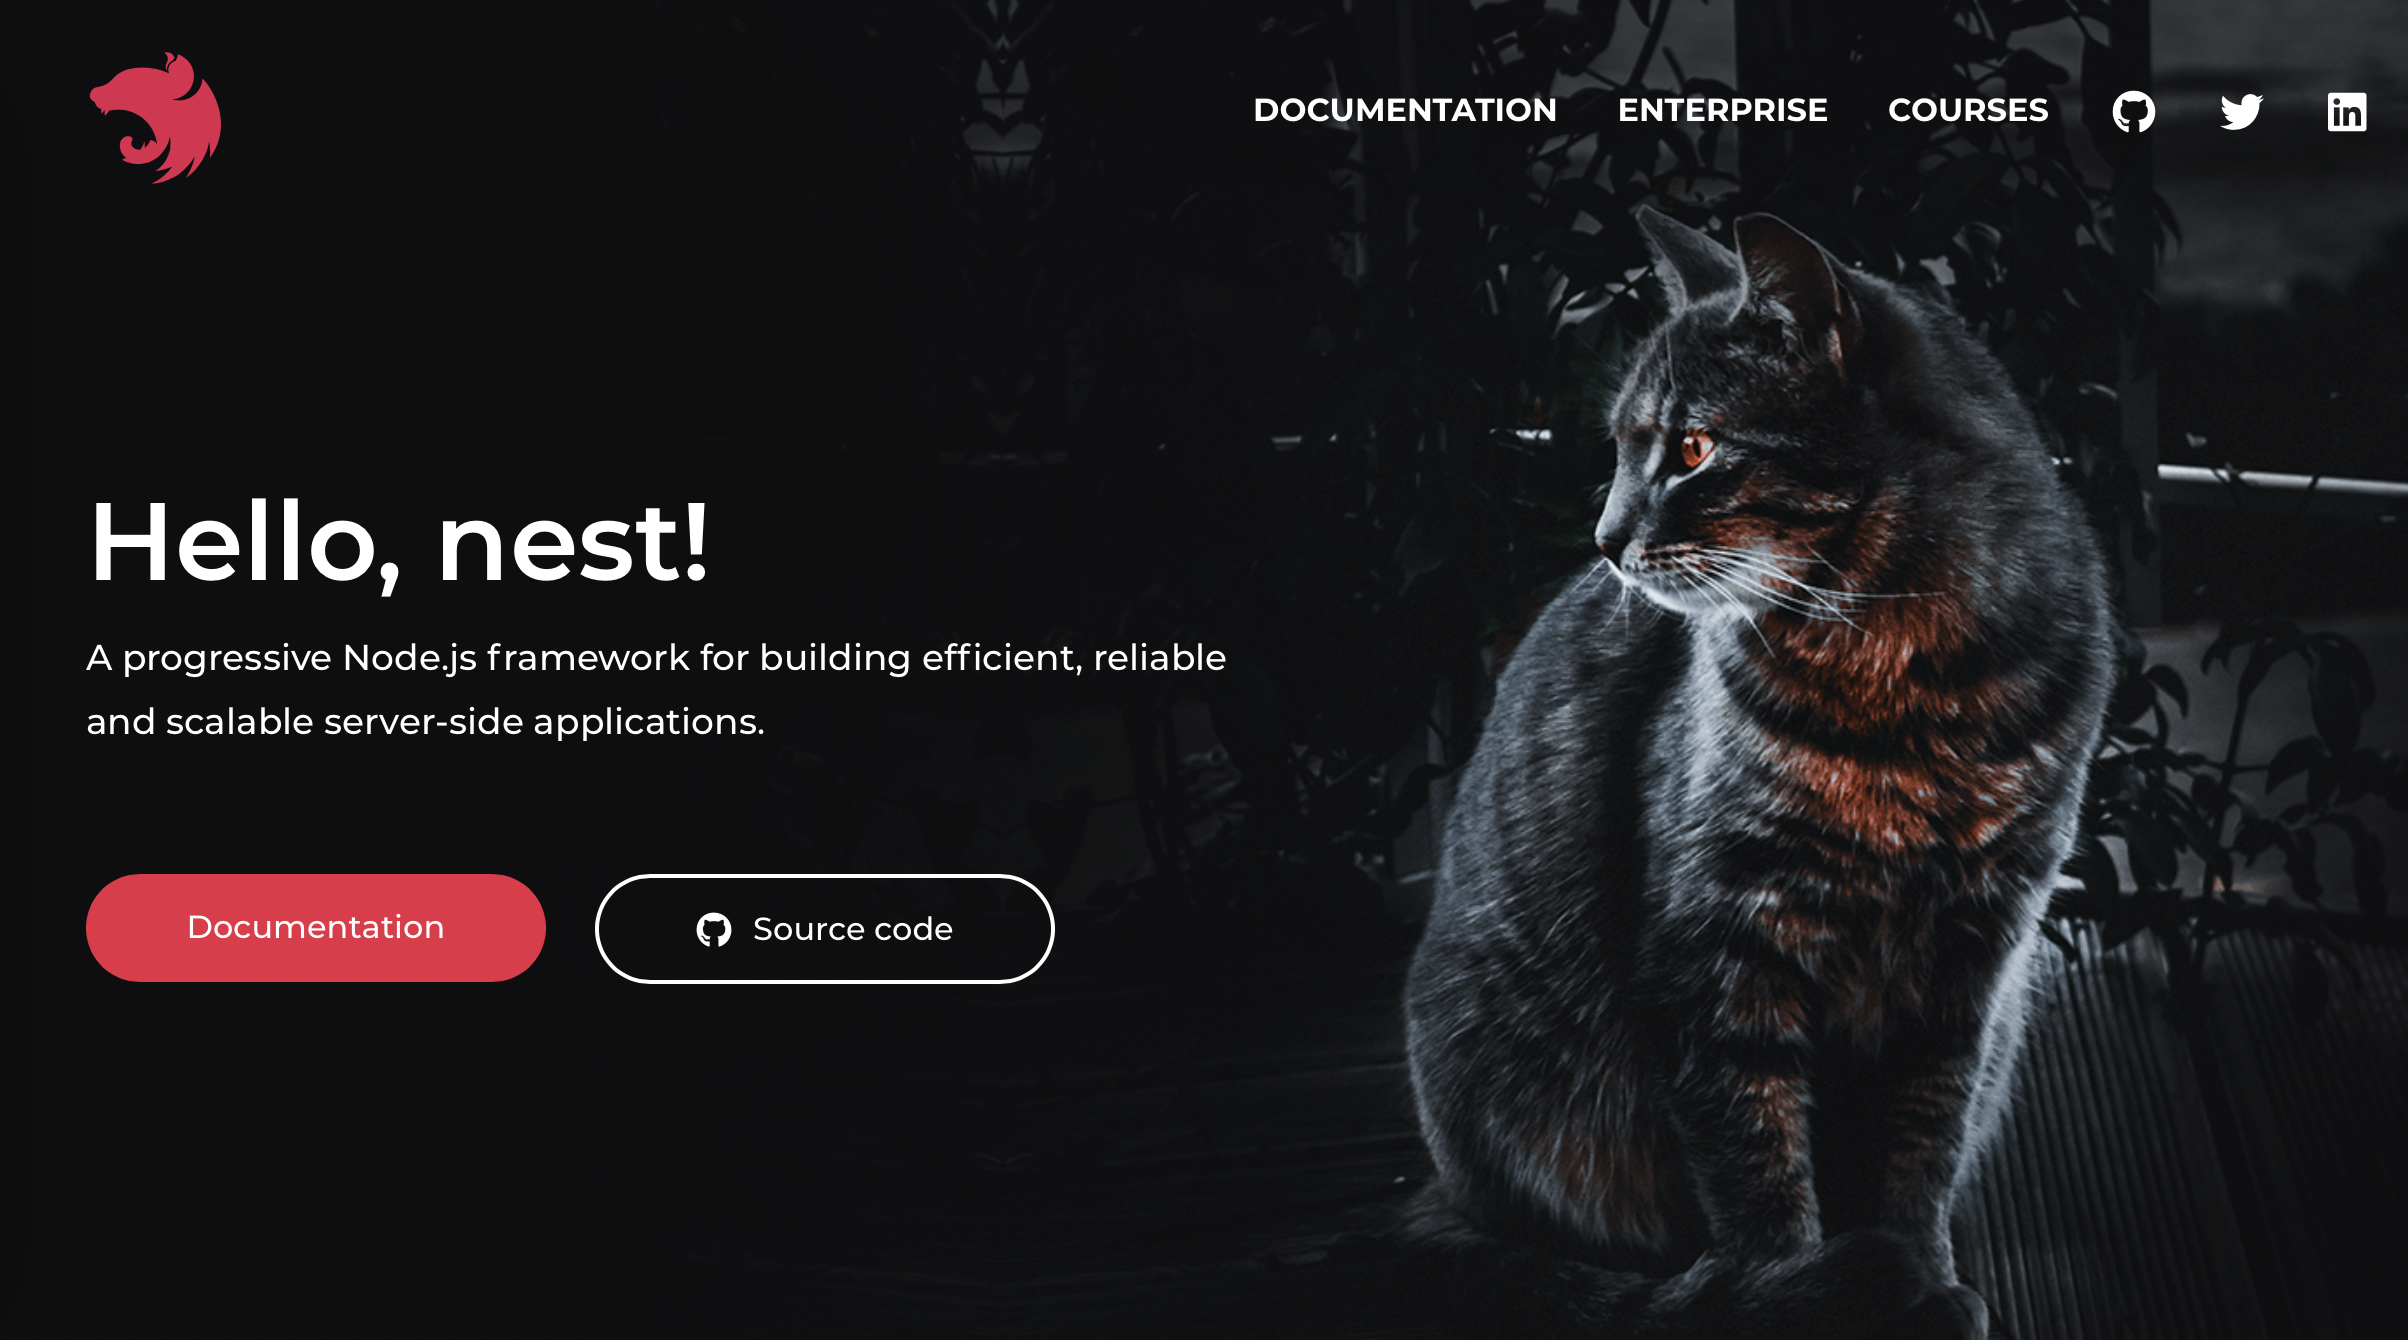 DOCUMENTATION ENTERPRISE COURSES
Hello, nest!
A progressive Node.js framework for building efficient, reliable
and scalable server-side applications.
Documentation
Source code